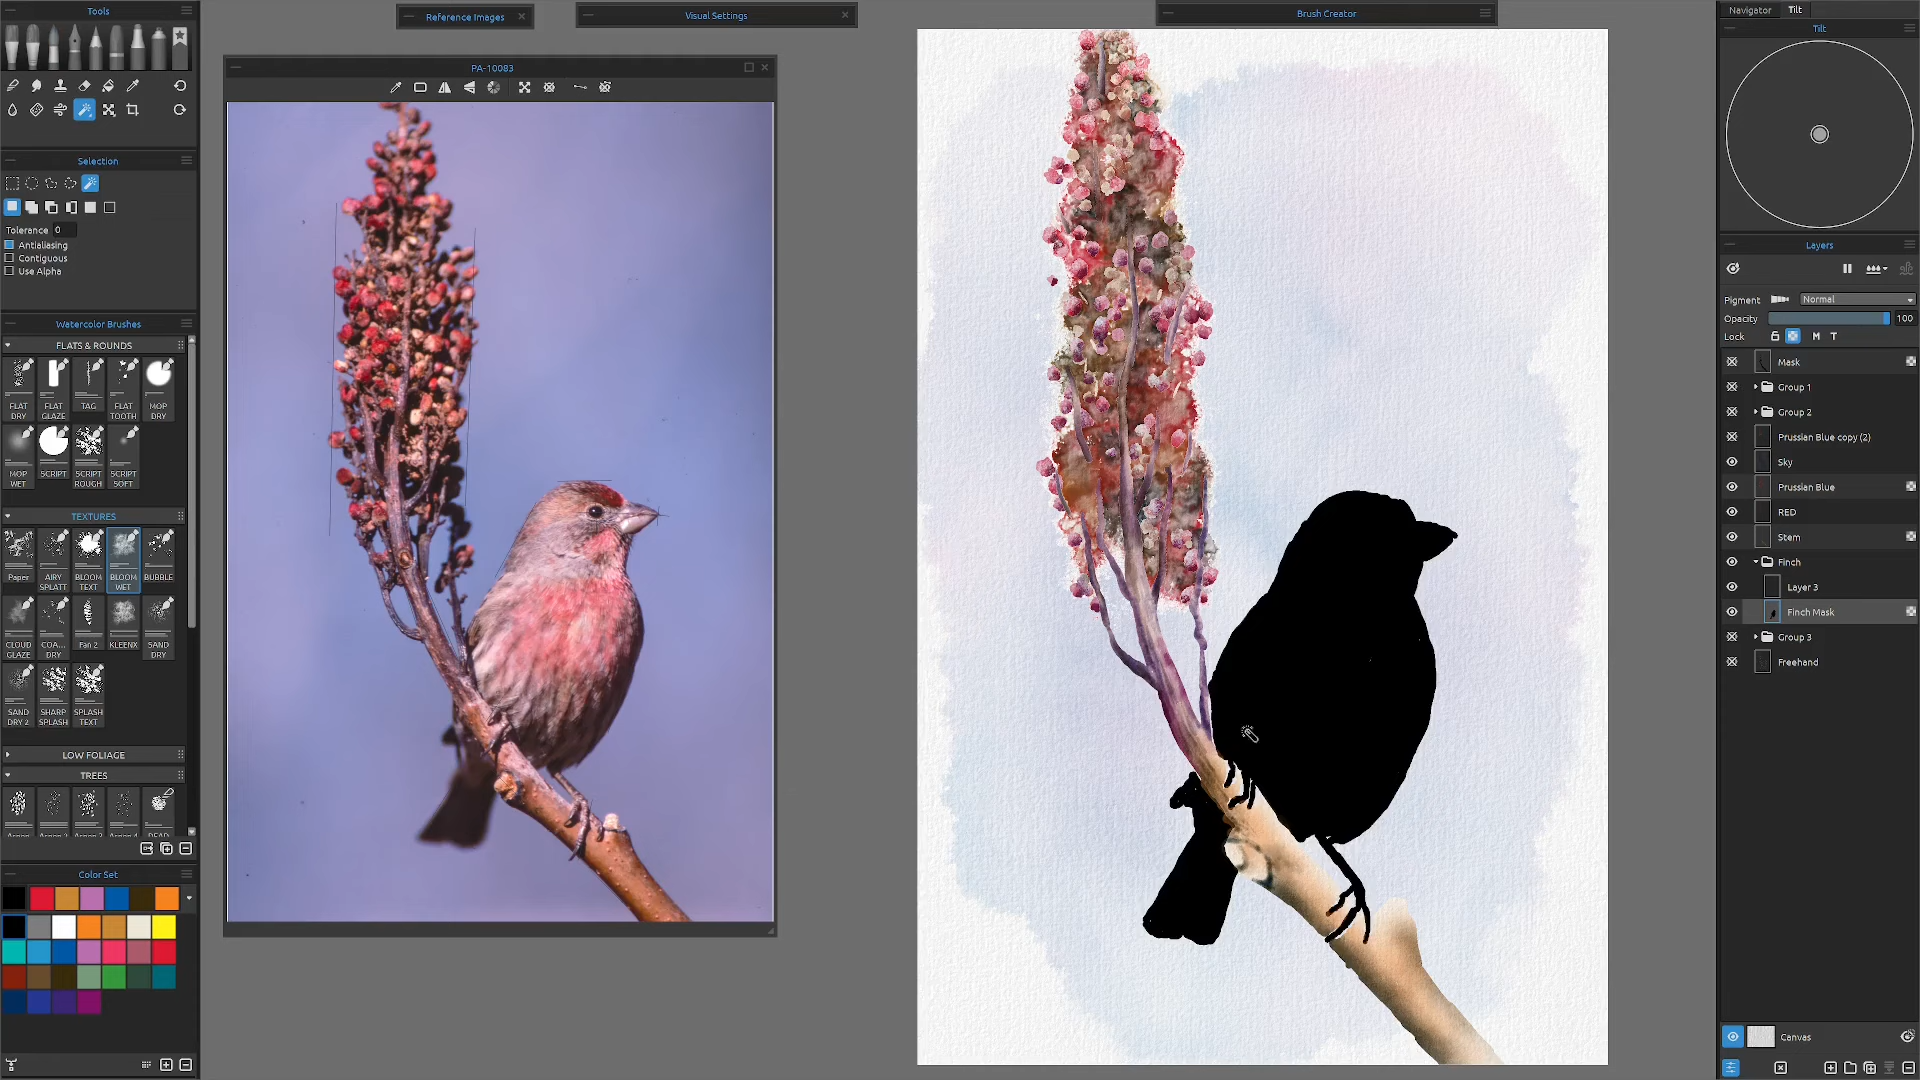 Tools
Selection
Tolerance 0
Antialiasing
Contiguous
Use Alpha
Watercolor Brushes
FLATS & ROUNDS
FLAT DRY
FLAT GLAZE
TAG
FLAT TOOTH
MOP DRY
MOP WET
SCRIPT
SCRIPT ROUGH
SCRIPT SOFT
TEXTURES
Paper
AIRY SPLATT
BLOOM TEXT
BLOOM WET
BUBBLE
CLOUD GLAZE
COA... DRY
Fan 2
KLEENX
SAND DRY
SAND DRY 2
SHARP SPLASH
SPLASH TEXT
LOW FOLIAGE
TREES
Color Set
Reference Images
Visual Settings
Brush Creator
PA-10083
Navigator
Tilt
Tilt
Layers
Pigment
Normal
Opacity
100
Lock
M
T
Mask
Group 1
Group 2
Prussian Blue copy (2)
Sky
Prussian Blue
RED
Stem
Finch
Layer 3
Finch Mask
Group 3
Freehand
Canvas